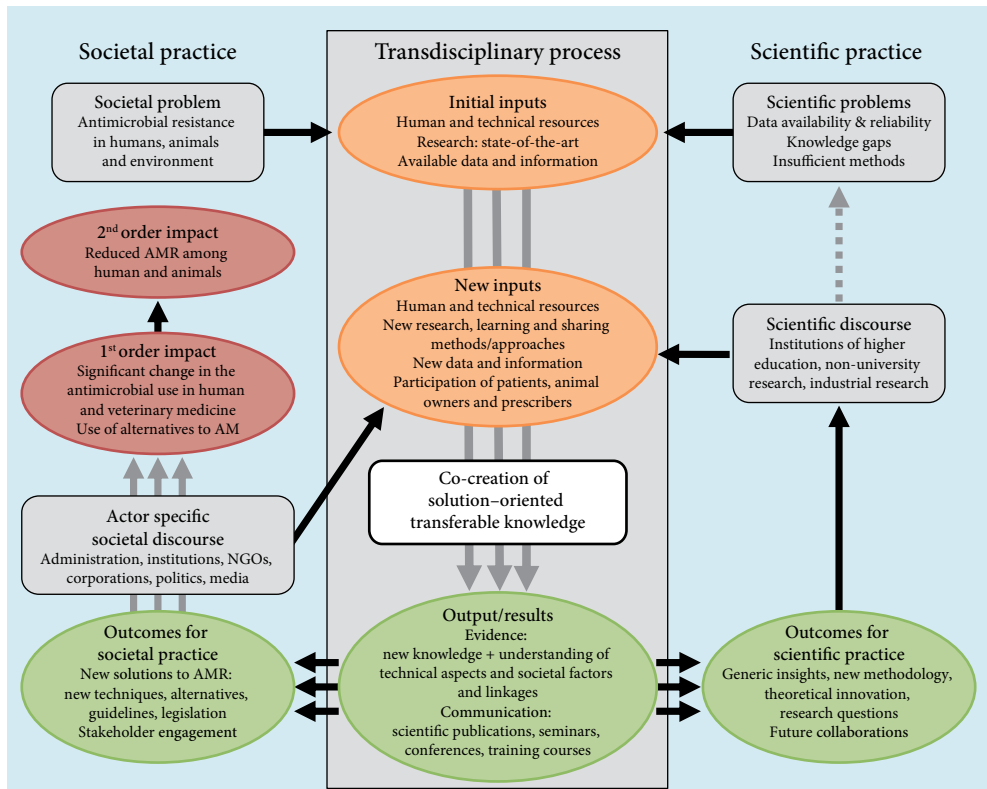 Societal practice
Societal problem
Antimicrobial resistance
in humans, animals
and environment
2nd order impact
Reduced AMR among
human and animals
1st order impact
Significant change in the
antimicrobial use in human
and veterinary medicine
Use of alternatives to AM
Actor specific
societal discourse
Administration, institutions, NGOs,
corporations, politics, media
Outcomes for
societal practice
New solutions to AMR:
new techniques, alternatives,
guidelines, legislation
Stakeholder engagement
Transdisciplinary process
Initial inputs
Human and technical resources
Research: state-of-the-art
Available data and information
New inputs
Human and technical resources
New research, learning and sharing
methods/approaches
New data and information
Participation of patients, animal
owners and prescribers
Co-creation of
solution–oriented
transferable knowledge
Output/results
Evidence:
new knowledge + understanding of
technical aspects and societal factors
and linkages
Communication:
scientific publications, seminars,
conferences, training courses
Scientific practice
Scientific problems
Data availability & reliability
Knowledge gaps
Insufficient methods
Scientific discourse
Institutions of higher
education, non-university
research, industrial research
Outcomes for
scientific practice
Generic insights, new methodology,
theoretical innovation,
research questions
Future collaborations